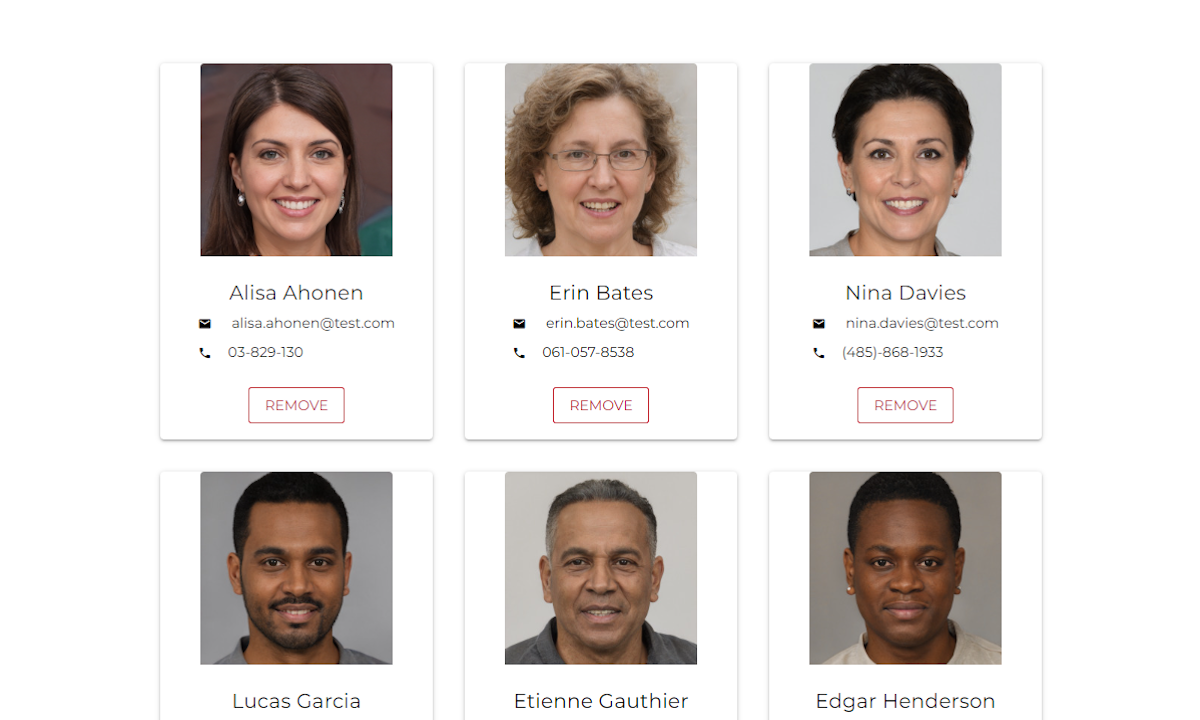 Alisa Ahonen
alisa.ahonen@test.com
03-829-130
REMOVE
Erin Bates
erin.bates@test.com
061-057-8538
REMOVE
Nina Davies
nina.davies@test.com
(485)-868-1933
REMOVE
Lucas Garcia
Etienne Gauthier
Edgar Henderson